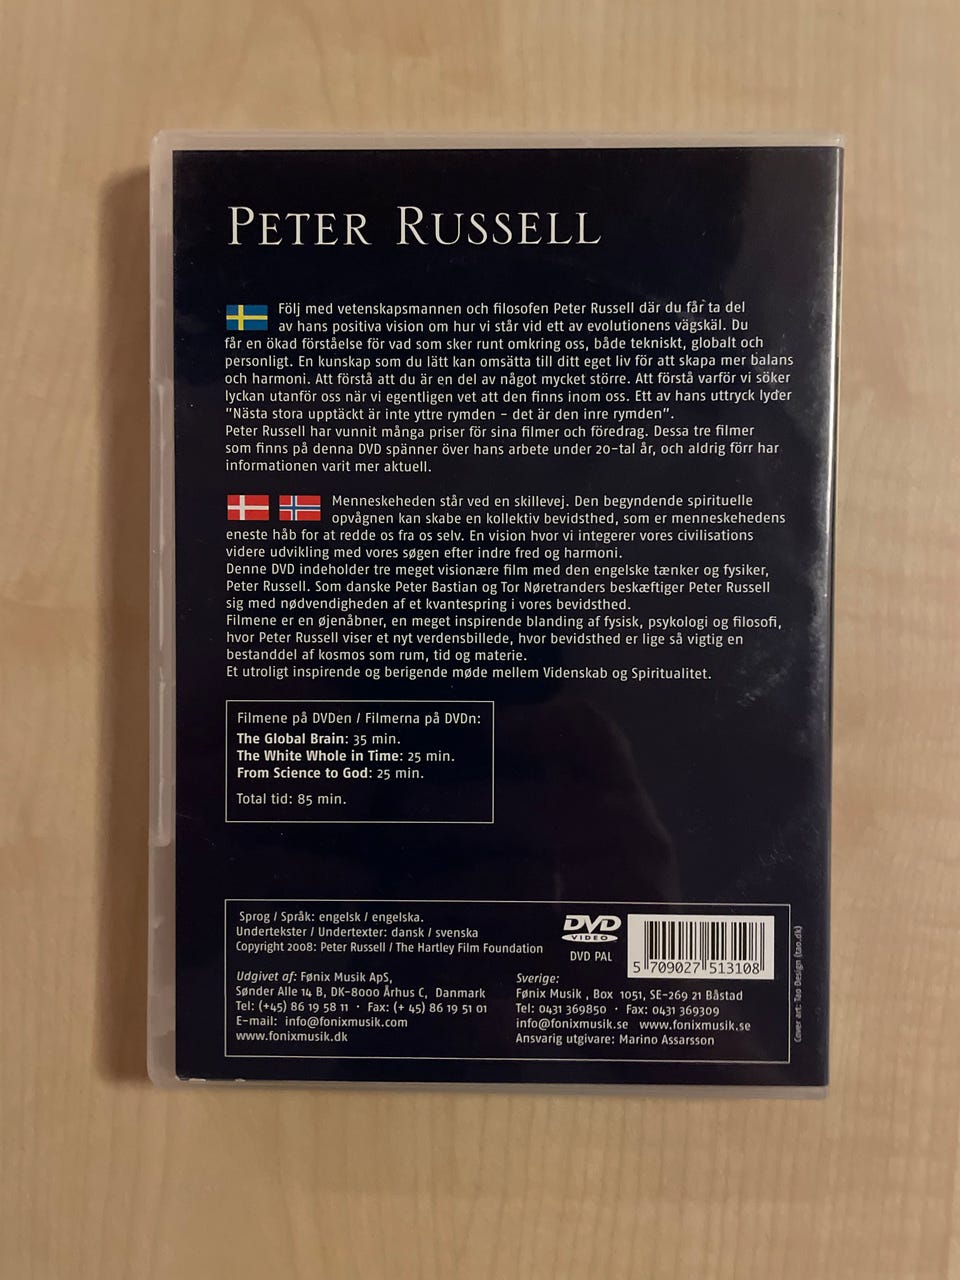 PETER RUSSELL
Följ med vetenskapsmannen och filosofen Peter Russell där du får ta del
av hans positiva vision om hur vi står vid ett av evolutionens vägskäl. Du
får en ökad förståelse för vad som sker runt omkring oss, både tekniskt, globalt och
personligt. En kunskap som du lätt kan omsätta till ditt eget liv för att skapa mer balans
och harmoni. Att förstå att du är en del av något mycket större. Att förstå varför vi söker
lyckan utanför oss när vi egentligen vet att den finns inom oss. Ett av hans uttryck lyder
"Nästa stora upptäckt är inte yttre rymden – det är den inre rymden".
Peter Russell har vunnit många priser för sina filmer och föredrag. Dessa tre filmer
som finns på denna DVD spänner över hans arbete under 20-tal år, och aldrig förr har
informationen varit mer aktuell.
Menneskeheden står ved en skillevej. Den begyndende spirituelle
opvågnen kan skabe en kollektiv bevidsthed, som er menneskehedens
eneste håb for at redde os fra os selv. En vision hvor vi integerer vores civilisations
videre udvikling med vores søgen efter indre fred og harmoni.
Denne DVD indeholder tre meget visionære film med den engelske tænker og fysiker,
Peter Russell. Som danske Peter Bastian og Tor Nøretranders beskæftiger Peter Russell
sig med nødvendigheden af et kvantespring i vores bevidsthed.
Filmene er en øjenåbner, en meget inspirende blanding af fysisk, psykologi og filosofi,
hvor Peter Russell viser et nyt verdensbillede, hvor bevidsthed er lige så vigtig en
bestanddel af kosmos som rum, tid og materie.
Et utroligt inspirende og berigende møde mellem Videnskab og Spiritualitet.
Filmene på DVDen / Filmerna på DVDn:
The Global Brain: 35 min.
The White Whole in Time: 25 min.
From Science to God: 25 min.
Total tid: 85 min.
Sprog / Språk: engelsk / engelska.
Undertekster / Undertexter: dansk / svenska
Copyright 2008: Peter Russell / The Hartley Film Foundation
DVD
VIDEO
DVD PAL
5 709027 513108
Udgivet af: Fønix Musik ApS,
Sønder Alle 14 B, DK-8000 Århus C, Danmark
Tel: (+45) 86 19 58 11 · Fax: (+ 45) 86 19 51 01
E-mail: info@fonixmusik.com
www.fonixmusik.dk
Sverige:
Fønix Musik , Box 1051, SE-269 21 Båstad
Tel: 0431 369850 · Fax: 0431 369309
info@fonixmusik.se www.fonixmusik.se
Ansvarig utgivare: Marino Assarsson
Cover art: Tao Design (tao.dk)